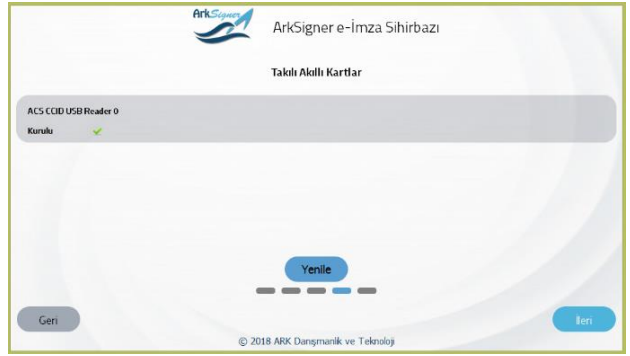 ArkSigner
ArkSigner e-İmza Sihirbazı
Takılı Akıllı Kartlar
ACS CCID USB Reader 0
Kurulu
Yenile
Geri
İleri
© 2018 ARK Danışmanlık ve Teknoloji